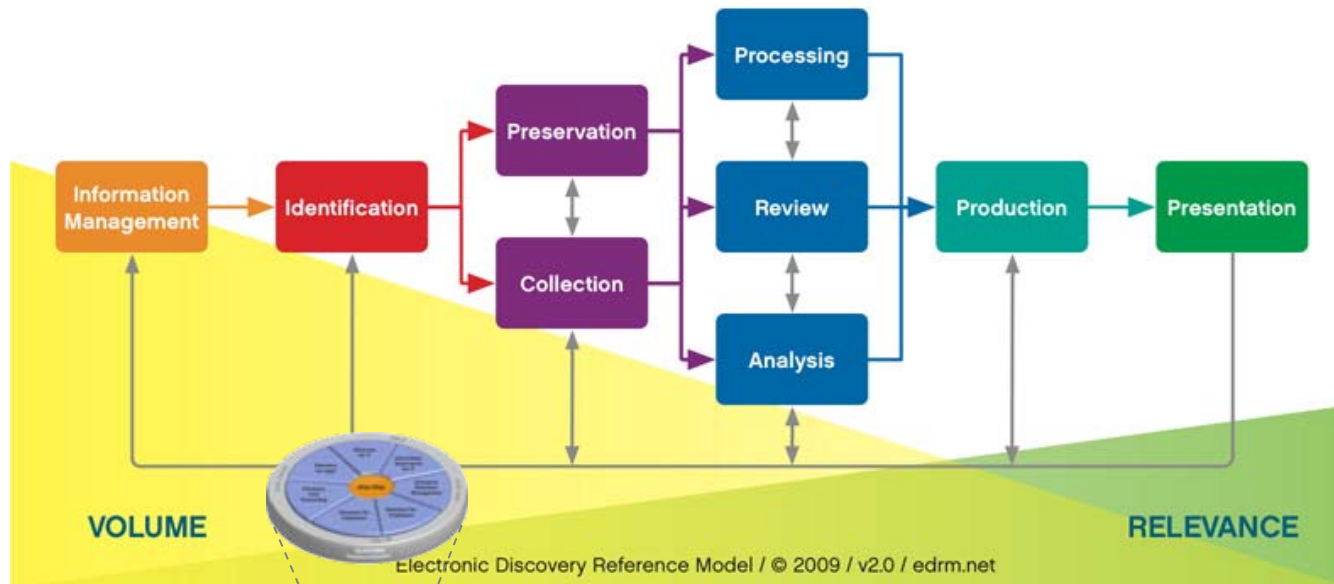 Processing
Preservation
Information
Management
Identification
Review
Production
Presentation
Collection
Analysis
VOLUME
RELEVANCE
Electronic Discovery Reference Model / © 2009 / v2.0 / edrm.net